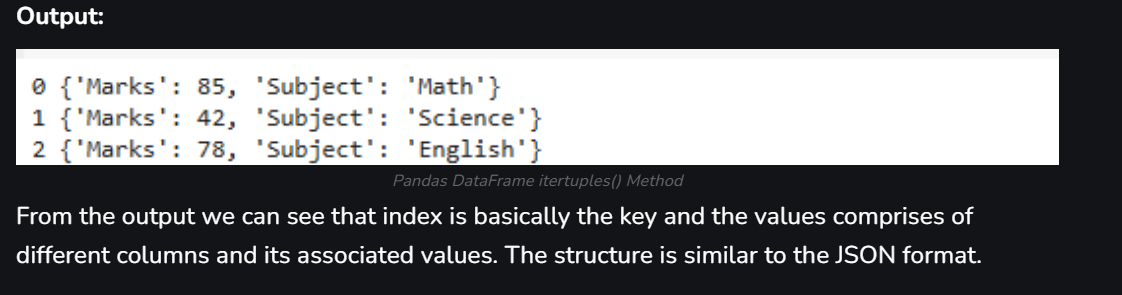 Output:
0 {'Marks': 85, 'Subject': 'Math'}
1 {'Marks': 42, 'Subject': 'Science'}
2 {'Marks': 78, 'Subject': 'English'}
Pandas DataFrame itertuples() Method
From the output we can see that index is basically the key and the values comprises of
different columns and its associated values. The structure is similar to the JSON format.